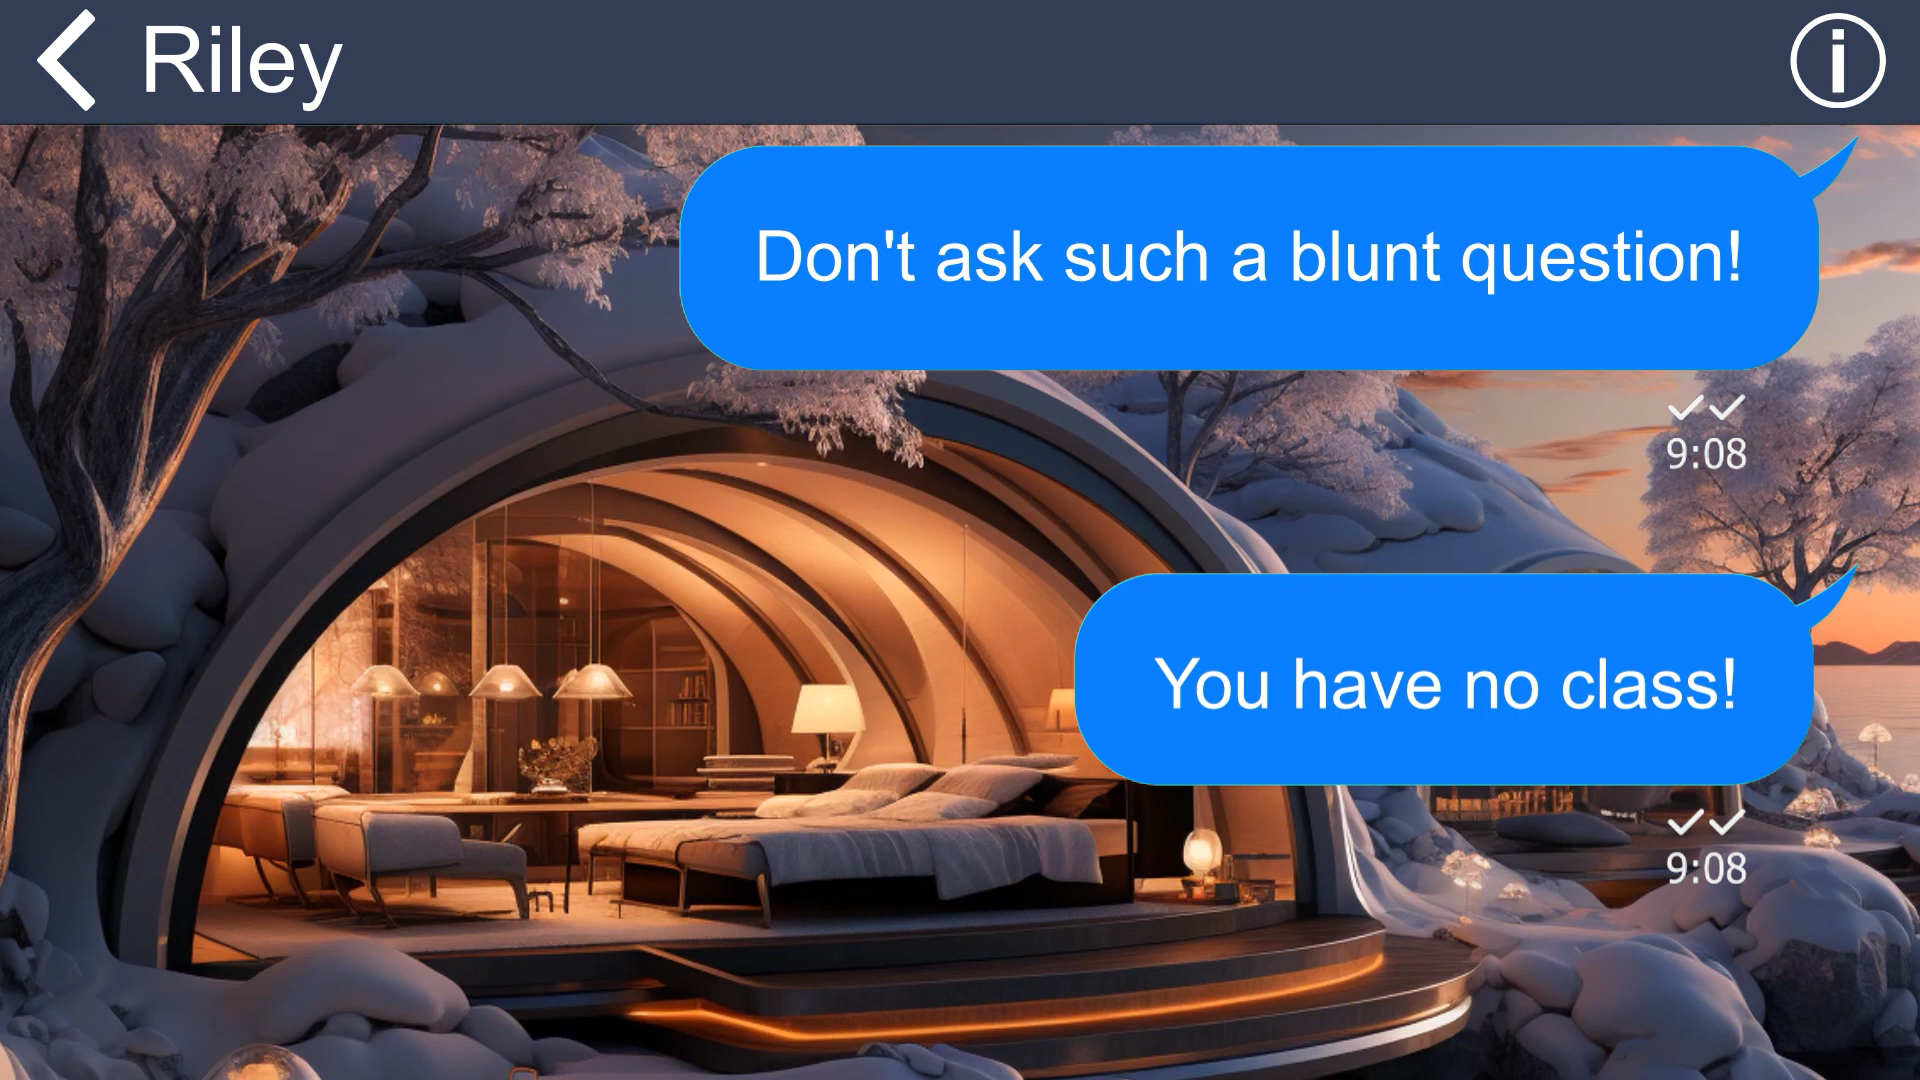 Riley
Don't ask such a blunt question!
9:08
You have no class!
9:08